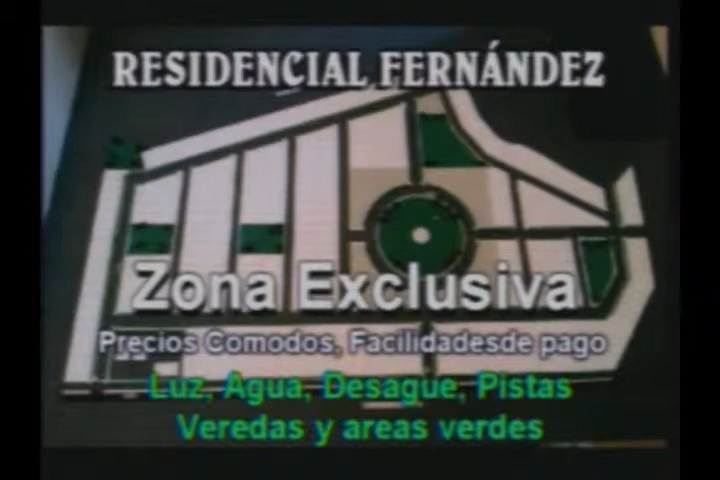 RESIDENCIAL FERNÁNDEZ
Zona Exclusiva
Precios Comodos, Facilidadesde pago
Luz, Agua, Desague, Pistas
Veredas y areas verdes